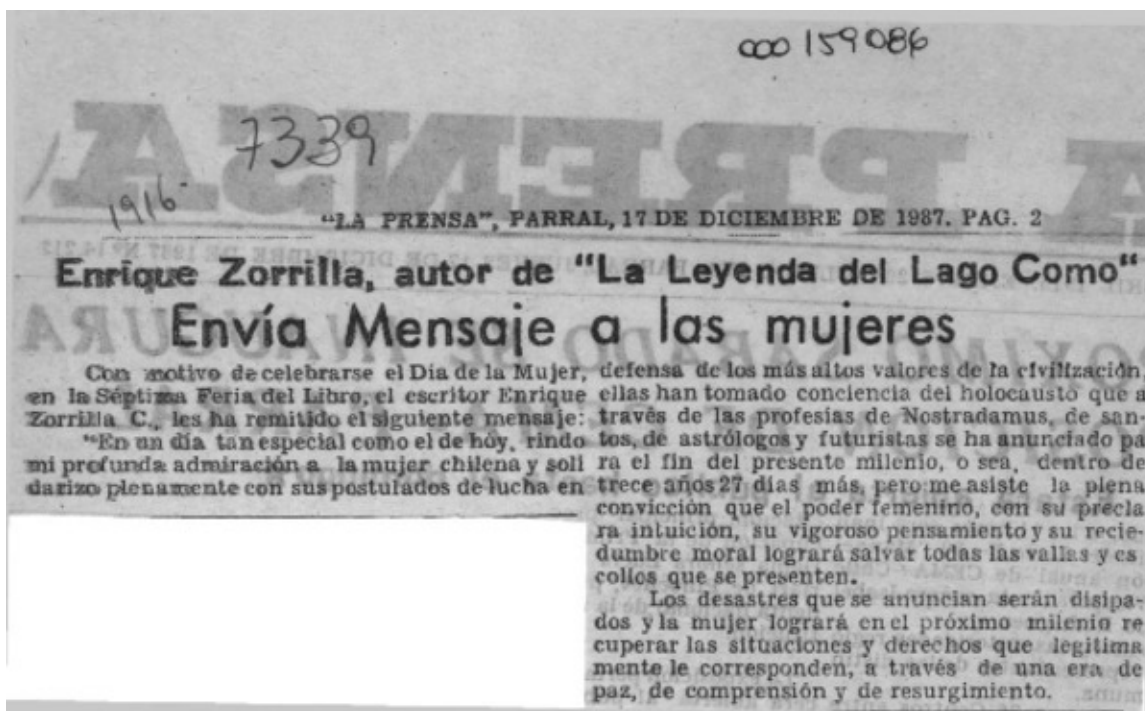 000159086
7339
1916-
A PRENSA
"LA PRENSA", PARRAL, 17 DE DICIEMBRE DE 1987. PAG. 2
Enrique Zorrilla, autor de "La Leyenda del Lago Como"
Envía Mensaje a las mujeres
Con motivo de celebrarse el Día de la Mujer,
en la Séptima Feria del Libro, el escritor Enrique
Zorrilla C., les ha remitido el siguiente mensaje:
"En un día tan especial como el de hoy, rindo
mi profunda admiración a la mujer chilena y soli
darizo plenamente con sus postulados de lucha en
defensa de los más altos valores de la civilización,
ellas han tomado conciencia del holocausto que a
través de las profesías de Nostradamus, de san-
tos, de astrólogos y futuristas se ha anunciado pa
ra el fin del presente milenio, o sea, dentro de
trece años 27 días más, pero me asiste la plena
convicción que el poder femenino, con su precla
ra intuición, su vigoroso pensamiento y su recie-
dumbre moral logrará salvar todas las vallas y es
collos que se presenten.
Los desastres que se anuncian serán disipa-
dos y la mujer logrará en el próximo milenio re
cuperar las situaciones y derechos que legitima
mente le corresponden, a través de una era de
paz, de comprensión y de resurgimiento.